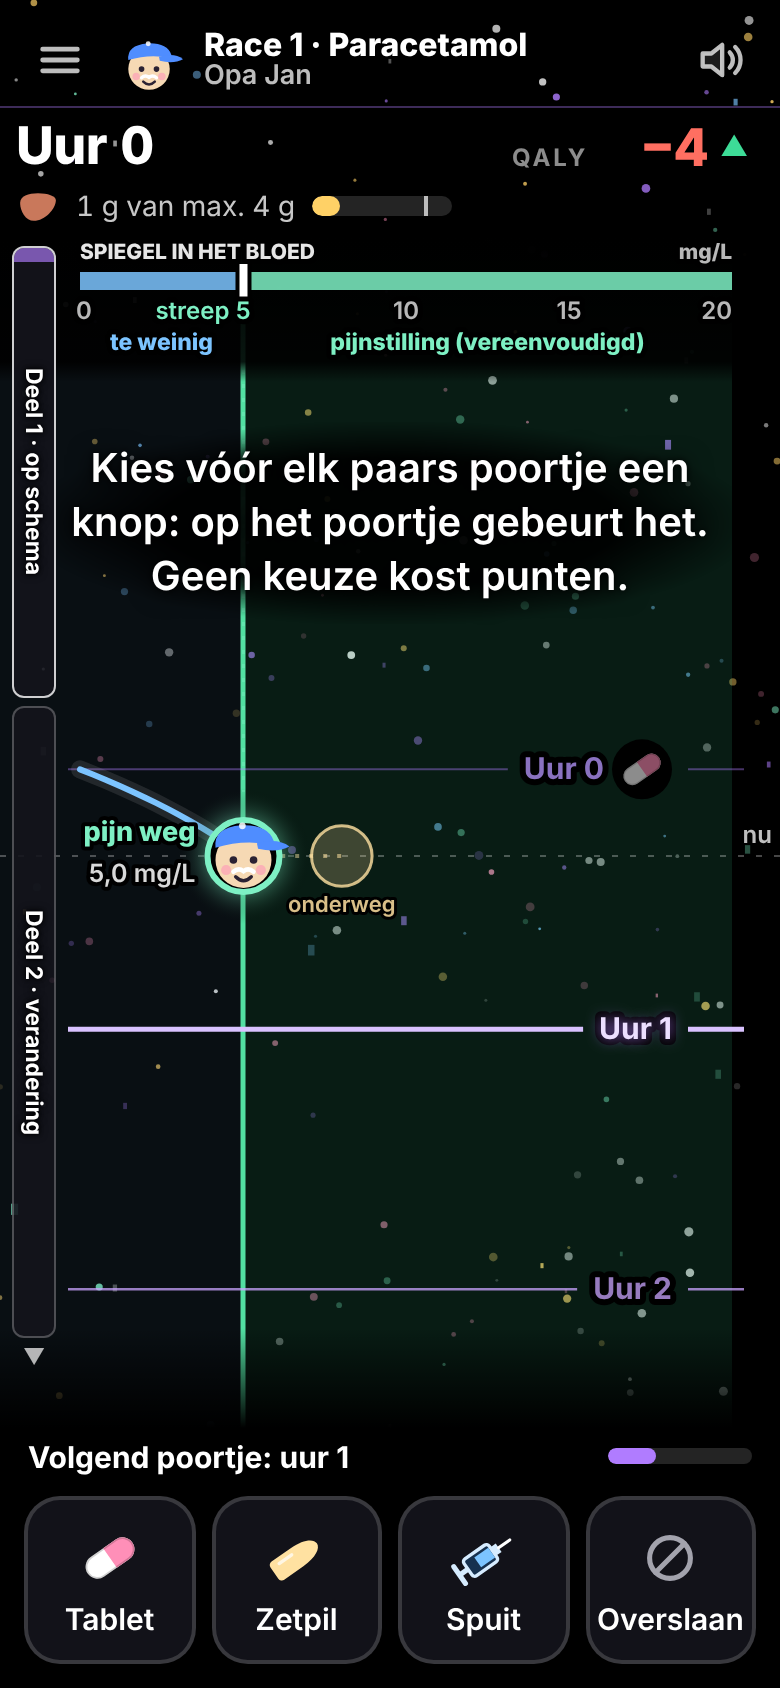 Race 1 · Paracetamol
Opa Jan
Uur 0
QALY
−4
1 g van max. 4 g
SPIEGEL IN HET BLOED
mg/L
0
streep 5
10
15
20
te weinig
pijnstilling (vereenvoudigd)
Deel 1 · op schema
Kies vóór elk paars poortje een
knop: op het poortje gebeurt het.
Geen keuze kost punten.
Uur 0
pijn weg
nu
5,0 mg/L
onderweg
Deel 2 · verandering
Uur 1
Uur 2
Volgend poortje: uur 1
Tablet
Zetpil
Spuit
Overslaan